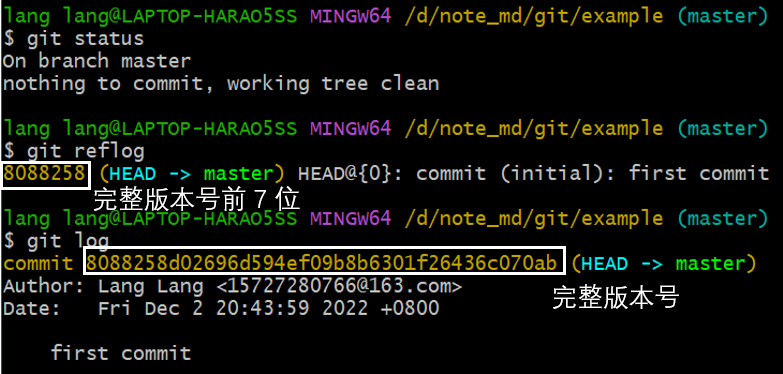 lang lang@LAPTOP-HARAO5SS MINGW64 /d/note_md/git/example (master)
$ git status
On branch master
nothing to commit, working tree clean
lang lang@LAPTOP-HARAO5SS MINGW64 /d/note_md/git/example (master)
$ git reflog
8088258 (HEAD -> master) HEAD@{0}: commit (initial): first commit
完整版本号前7位
lang lang@LAPTOP-HARAO5SS MINGW64 /d/note_md/git/example (master)
$ git log
commit 8088258d02696d594ef09b8b6301f26436c070ab (HEAD -> master)
Author: Lang Lang <15727280766@163.com>
完整版本号
Date:   Fri Dec 2 20:43:59 2022 +0800
first commit